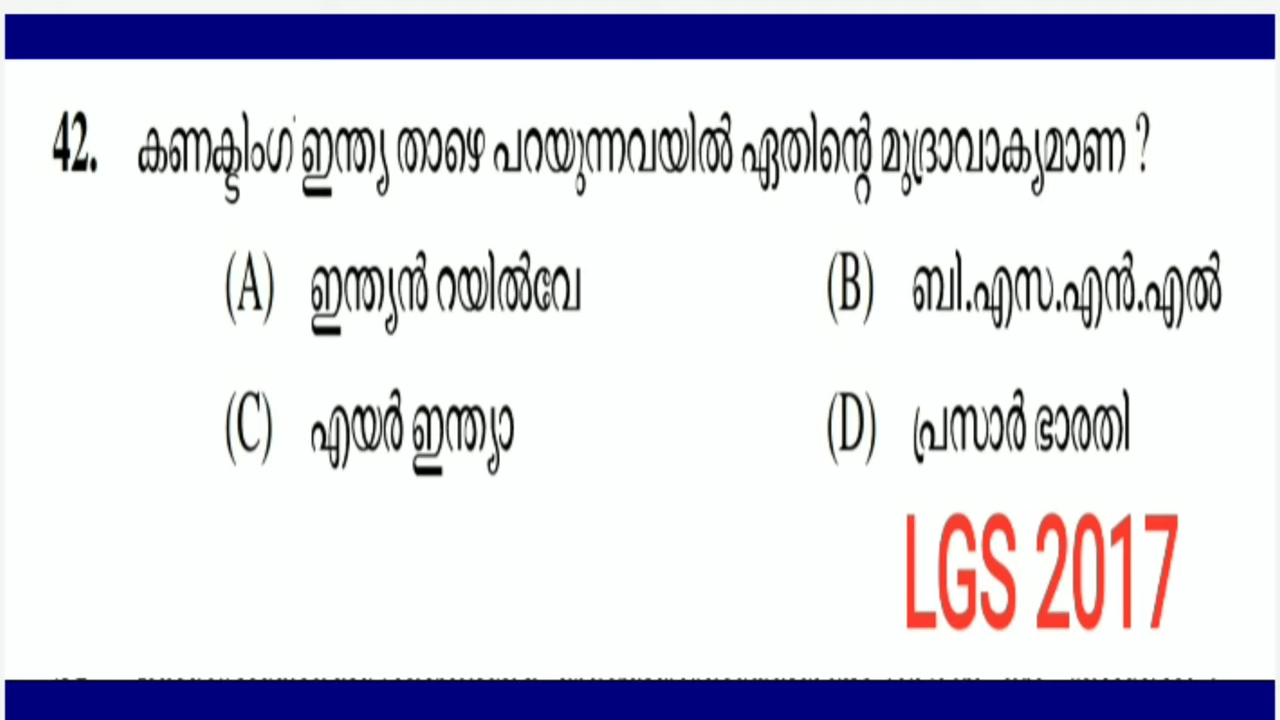 42. കണക്ടിംഗ് ഇന്ത്യ താഴെ പറയുന്നവയിൽ ഏതിന്റെ മുദ്രാവാക്യമാണ ?
(A) ഇന്ത്യൻ റയിൽവേ (B) ബി.എസ.എൻ.എൽ
(C) എയർ ഇന്ത്യാ (D) പ്രസാർ ഭാരതി
LGS 2017